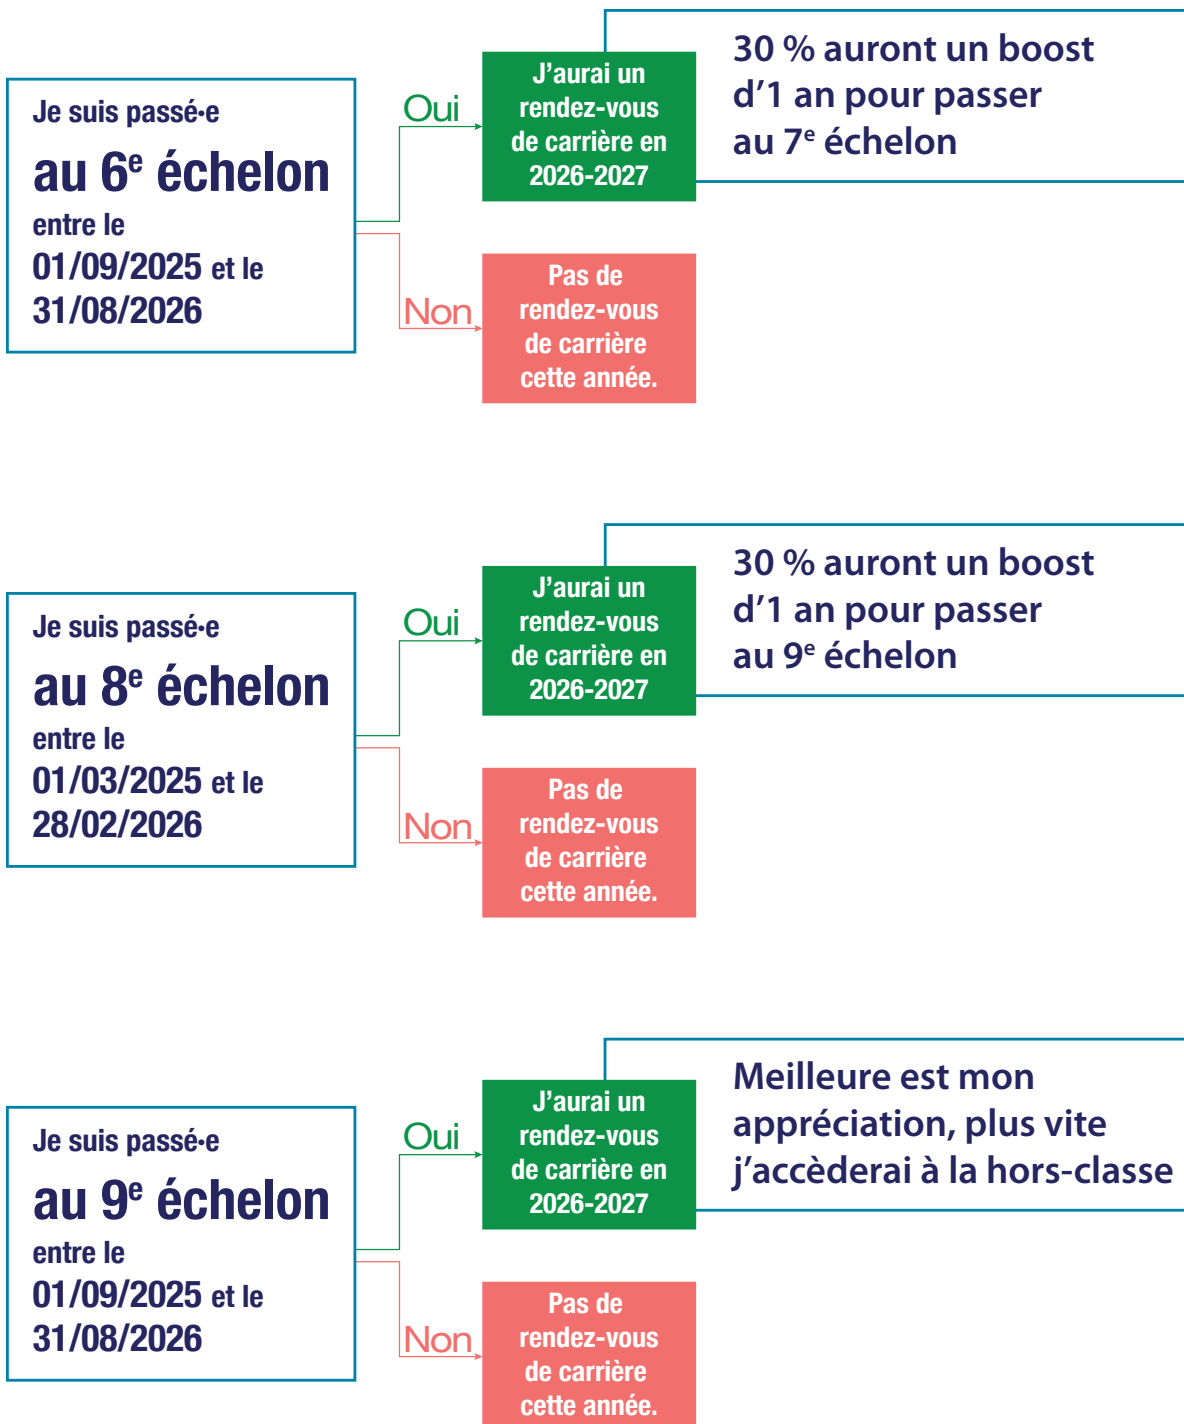 Je suis passé·e
au 6e échelon
entre le
01/09/2025 et le
31/08/2026
Oui
J’aurai un
rendez-vous
de carrière en
2026-2027
30 % auront un boost
d’1 an pour passer
au 7e échelon
Non
Pas de
rendez-vous
de carrière
cette année.
Je suis passé·e
au 8e échelon
entre le
01/03/2025 et le
28/02/2026
Oui
J’aurai un
rendez-vous
de carrière en
2026-2027
30 % auront un boost
d’1 an pour passer
au 9e échelon
Non
Pas de
rendez-vous
de carrière
cette année.
Je suis passé·e
au 9e échelon
entre le
01/09/2025 et le
31/08/2026
Oui
J’aurai un
rendez-vous
de carrière en
2026-2027
Meilleure est mon
appréciation, plus vite
j’accèderai à la hors-classe
Non
Pas de
rendez-vous
de carrière
cette année.